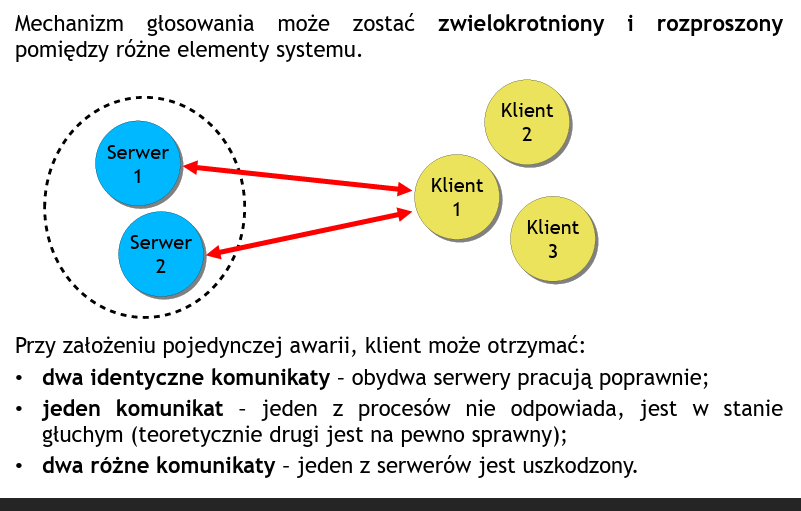 Mechanizm głosowania może zostać zwielokrotniony i rozproszony
pomiędzy różne elementy systemu.
Klient
2
Serwer
1
Klient
1
Klient
3
Serwer
2
Przy założeniu pojedynczej awarii, klient może otrzymać:
• dwa identyczne komunikaty – obydwa serwery pracują poprawnie;
• jeden komunikat – jeden z procesów nie odpowiada, jest w stanie
głuchym (teoretycznie drugi jest na pewno sprawny);
• dwa różne komunikaty – jeden z serwerów jest uszkodzony.